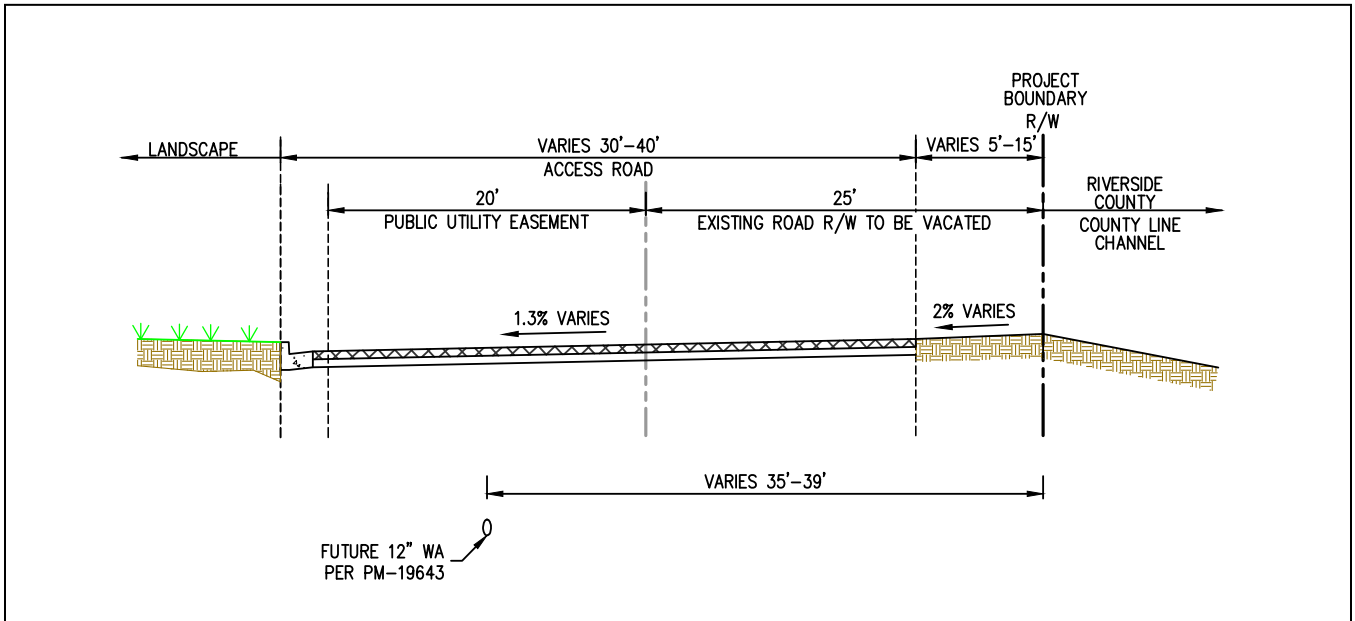 PROJECT
BOUNDARY
R/W
LANDSCAPE
VARIES 30'-40'
ACCESS ROAD
VARIES 5'-15'
20'
PUBLIC UTILITY EASEMENT
25'
EXISTING ROAD R/W TO BE VACATED
RIVERSIDE
COUNTY
COUNTY LINE
CHANNEL
1.3% VARIES
2% VARIES
VARIES 35'-39'
FUTURE 12" WA
PER PM-19643